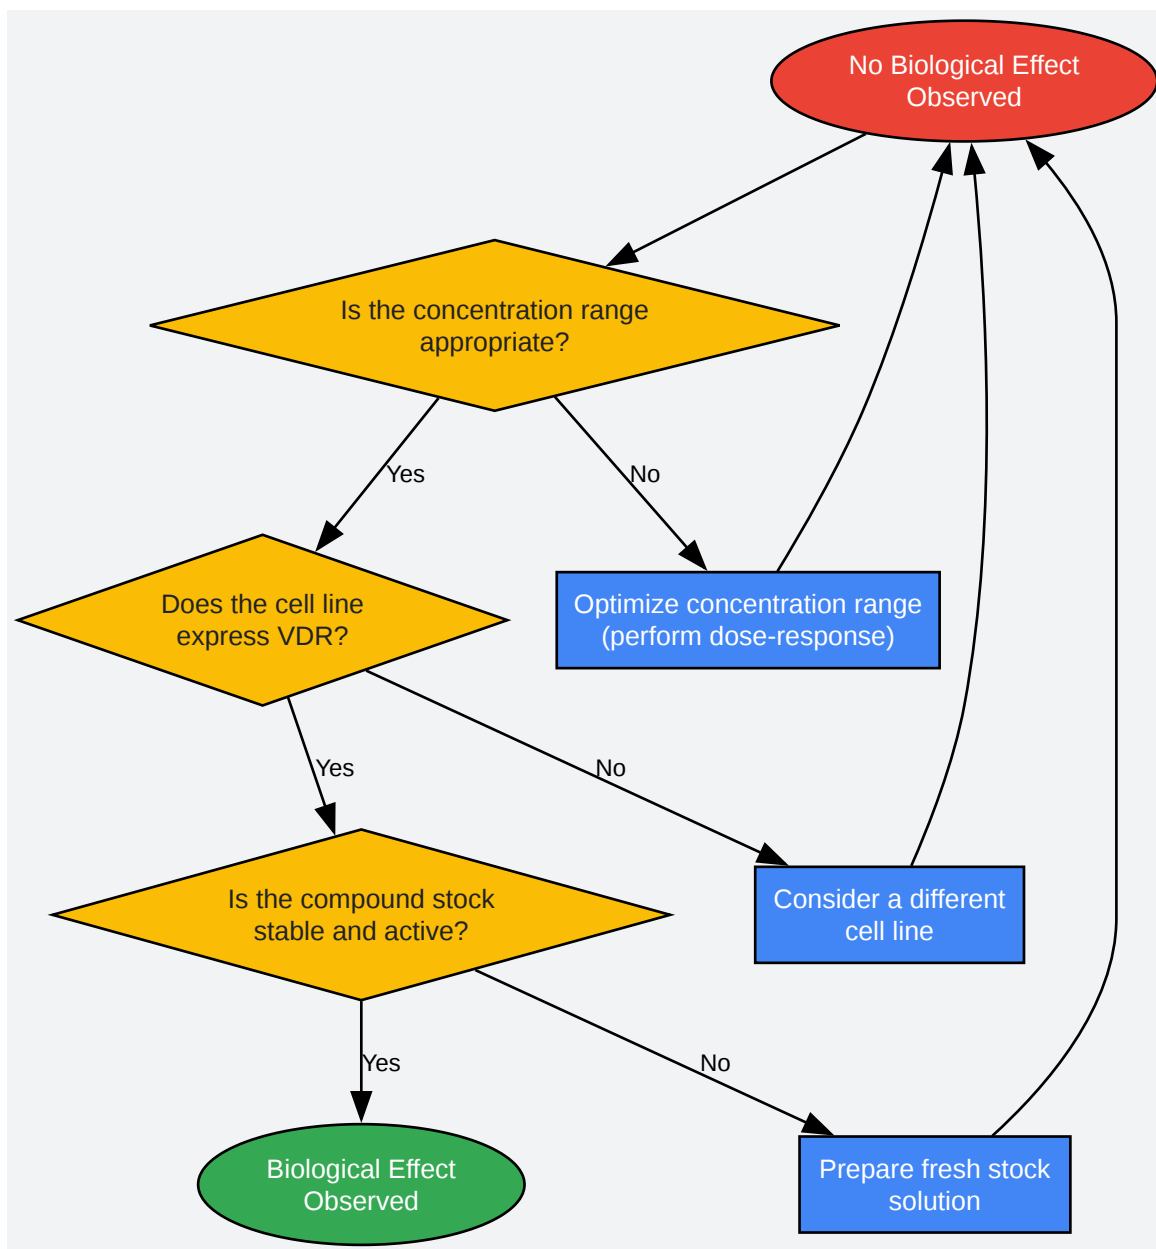 No Biological Effect
Observed
Is the concentration range
appropriate?
Yes
No
Does the cell line
express VDR?
Optimize concentration range
(perform dose-response)
Yes
No
Is the compound stock
stable and active?
Consider a different
cell line
Yes
No
Biological Effect
Observed
Prepare fresh stock
solution